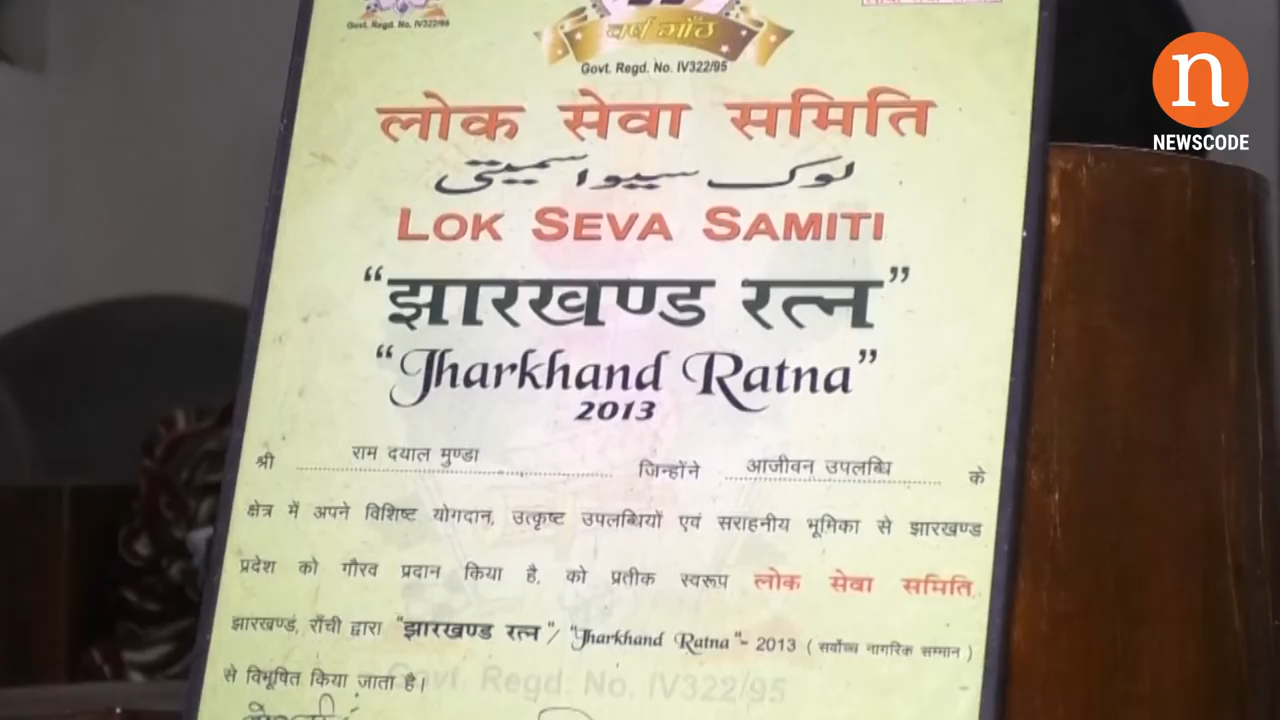 Govt. Regd. No. IV322/95
वर्ष गाँठ
Govt. Regd. No. IV322/95
n
NEWSCODE
लोक सेवा समिति
لوک سیوا سمیتی
LOK SEVA SAMITI
“झारखण्ड रत्न”
“Jharkhand Ratna”
2013
श्री राम दयाल मुण्डा जिन्होंने आजीवन उपलब्धि के
क्षेत्र में अपने विशिष्ट योगदान, उत्कृष्ट उपलब्धियों एवं सराहनीय भूमिका से झारखण्ड
प्रदेश को गौरव प्रदान किया है, को प्रतीक स्वरूप लोक सेवा समिति,
झारखण्ड, राँची द्वारा “झारखण्ड रत्न”/ “Jharkhand Ratna”- 2013 ( सर्वोच्च नागरिक सम्मान )
से विभूषित किया जाता है।
Govt. Regd. No. IV322/95